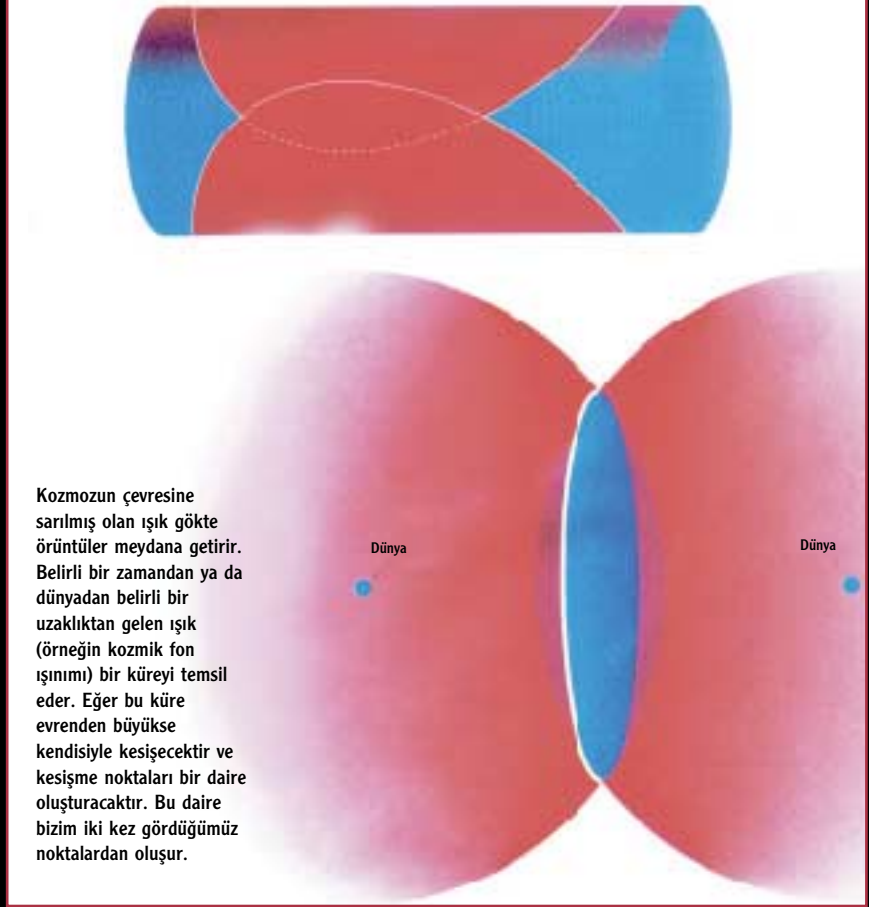 Kozmozun çevresine
sarılmış olan ışık gökte
örüntüler meydana getirir.
Belirli bir zamandan ya da
dünyadan belirli bir
uzaklıktan gelen ışık
(örneğin kozmik fon
ışınımı) bir küreyi temsil
eder. Eğer bu küre
evrenden büyükse
kendisiyle kesişecektir ve
kesişme noktaları bir daire
oluşturacaktır. Bu daire
bizim iki kez gördüğümüz
noktalardan oluşur.
Dünya
Dünya